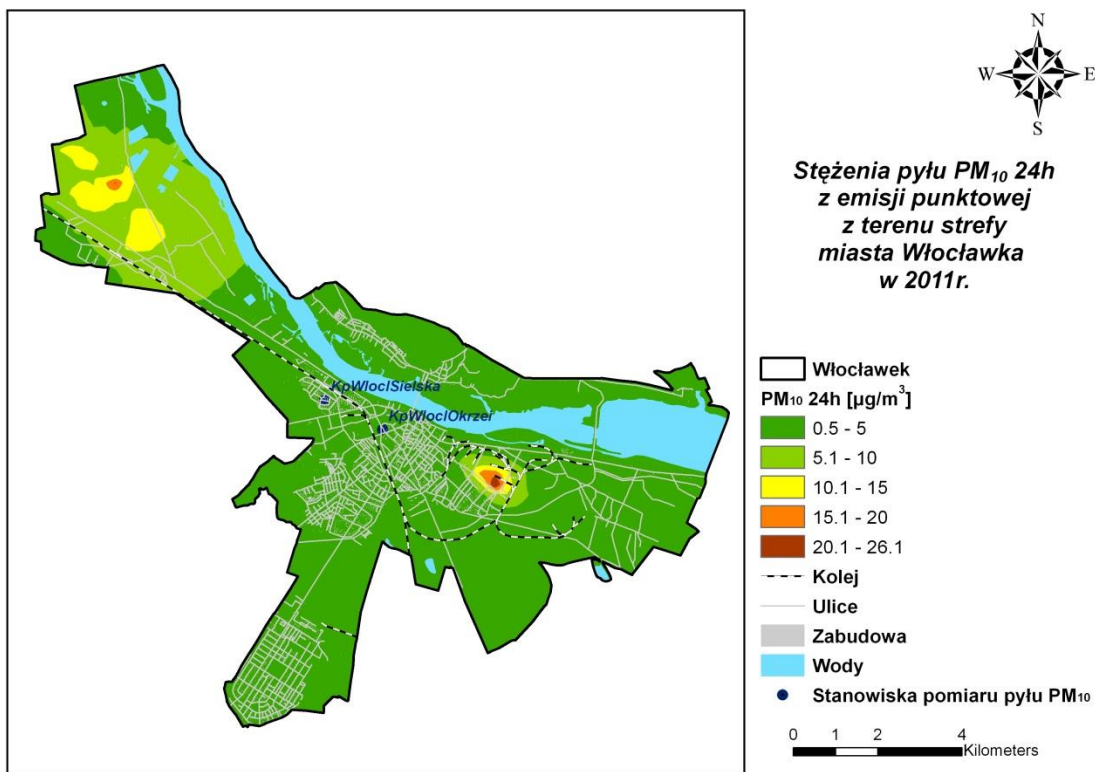 N
W E
S
Stężenia pyłu PM₁₀ 24h
z emisji punktowej
z terenu strefy
miasta Włocławka
w 2011r.
KpWloclSielska
KpWloclOkrzei
Włocławek
PM₁₀ 24h [µg/m³]
0.5 - 5
5.1 - 10
10.1 - 15
15.1 - 20
20.1 - 26.1
Kolej
Ulice
Zabudowa
Wody
Stanowiska pomiaru pyłu PM₁₀
0 1 2 4
Kilometers